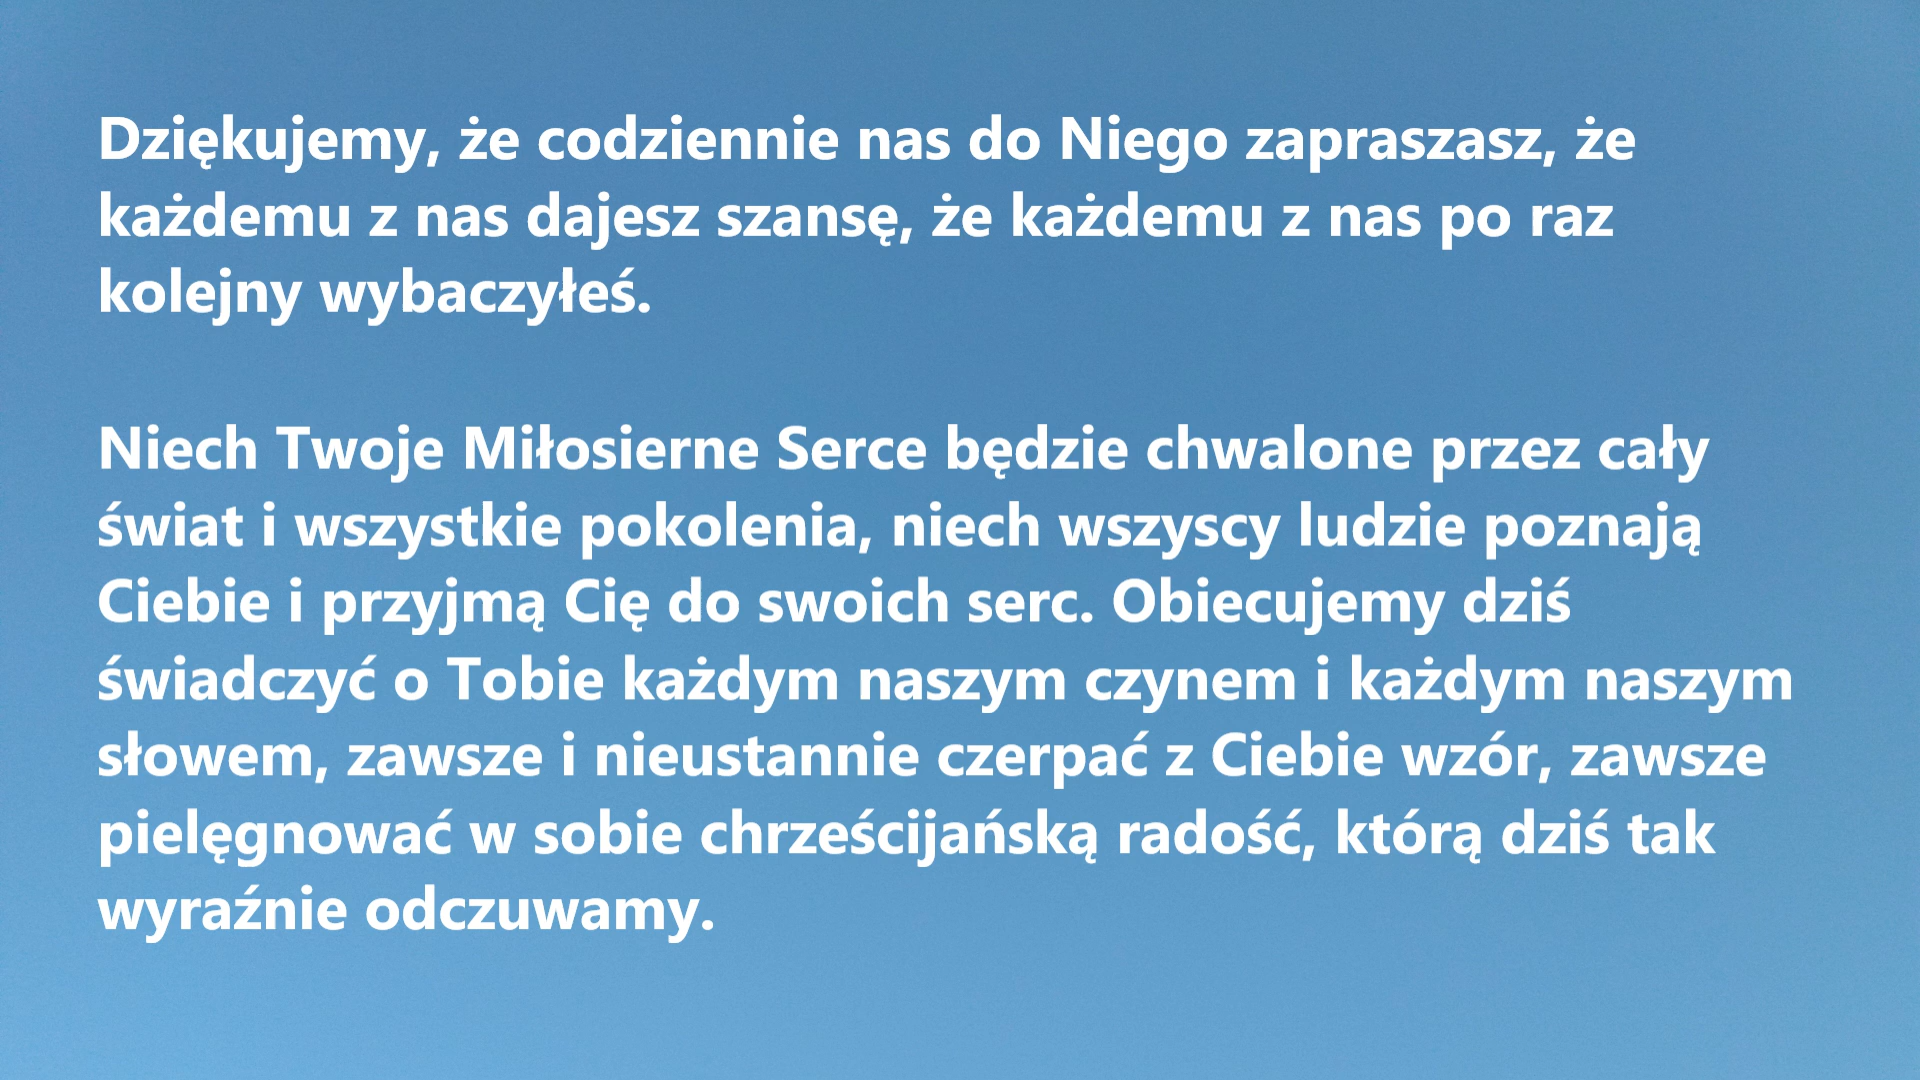 Dziękujemy, że codziennie nas do Niego zapraszasz, że
każdemu z nas dajesz szansę, że każdemu z nas po raz
kolejny wybaczyłeś.
Niech Twoje Miłosierne Serce będzie chwalone przez cały
świat i wszystkie pokolenia, niech wszyscy ludzie poznają
Ciebie i przyjmą Cię do swoich serc. Obiecujemy dziś
świadczyć o Tobie każdym naszym czynem i każdym naszym
słowem, zawsze i nieustannie czerpać z Ciebie wzór, zawsze
pielęgnować w sobie chrześcijańską radość, którą dziś tak
wyraźnie odczuwamy.